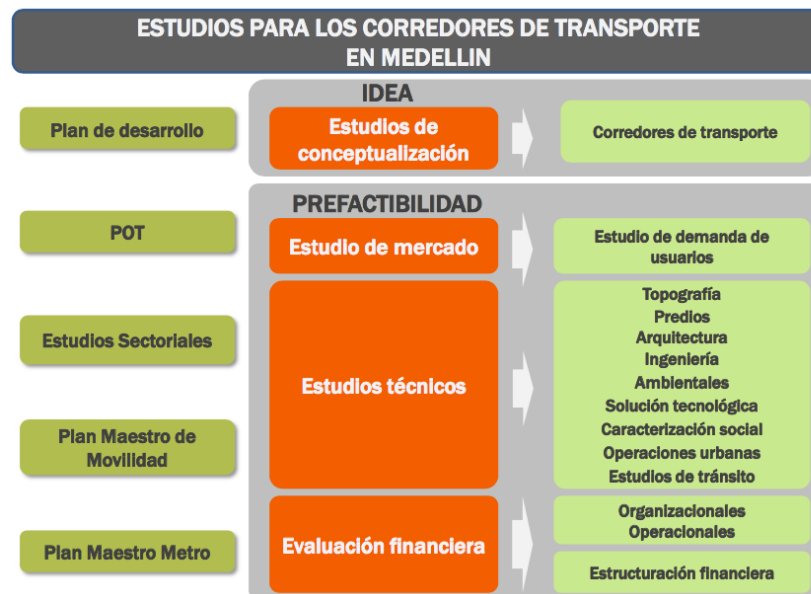 ESTUDIOS PARA LOS CORREDORES DE TRANSPORTE
EN MEDELLIN
Plan de desarrollo
POT
Estudios Sectoriales
Plan Maestro de
Movilidad
Plan Maestro Metro
IDEA
Estudios de
conceptualización
Corredores de transporte
PREFACTIBILIDAD
Estudio de mercado
Estudio de demanda de
usuarios
Estudios técnicos
Topografía
Predios
Arquitectura
Ingeniería
Ambientales
Solución tecnológica
Caracterización social
Operaciones urbanas
Estudios de tránsito
Evaluación financiera
Organizacionales
Operacionales
Estructuración financiera